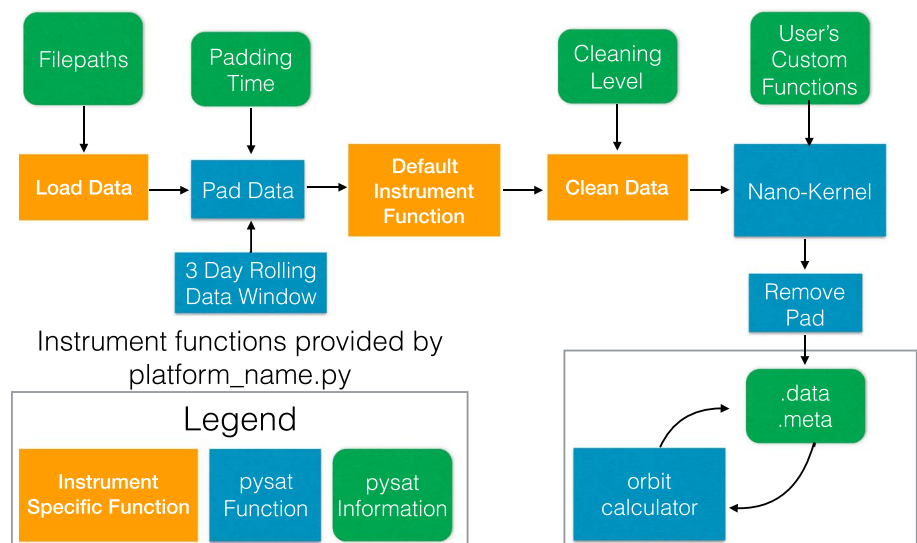 Filepaths
Padding
Time
Cleaning
Level
User's
Custom
Functions
Load Data
Pad Data
Default
Instrument
Function
Clean Data
Nano-Kernel
3 Day Rolling
Data Window
Remove
Pad
Instrument functions provided by
platform_name.py
Legend
Instrument
Specific Function
pysat
Function
pysat
Information
.data
.meta
orbit
calculator